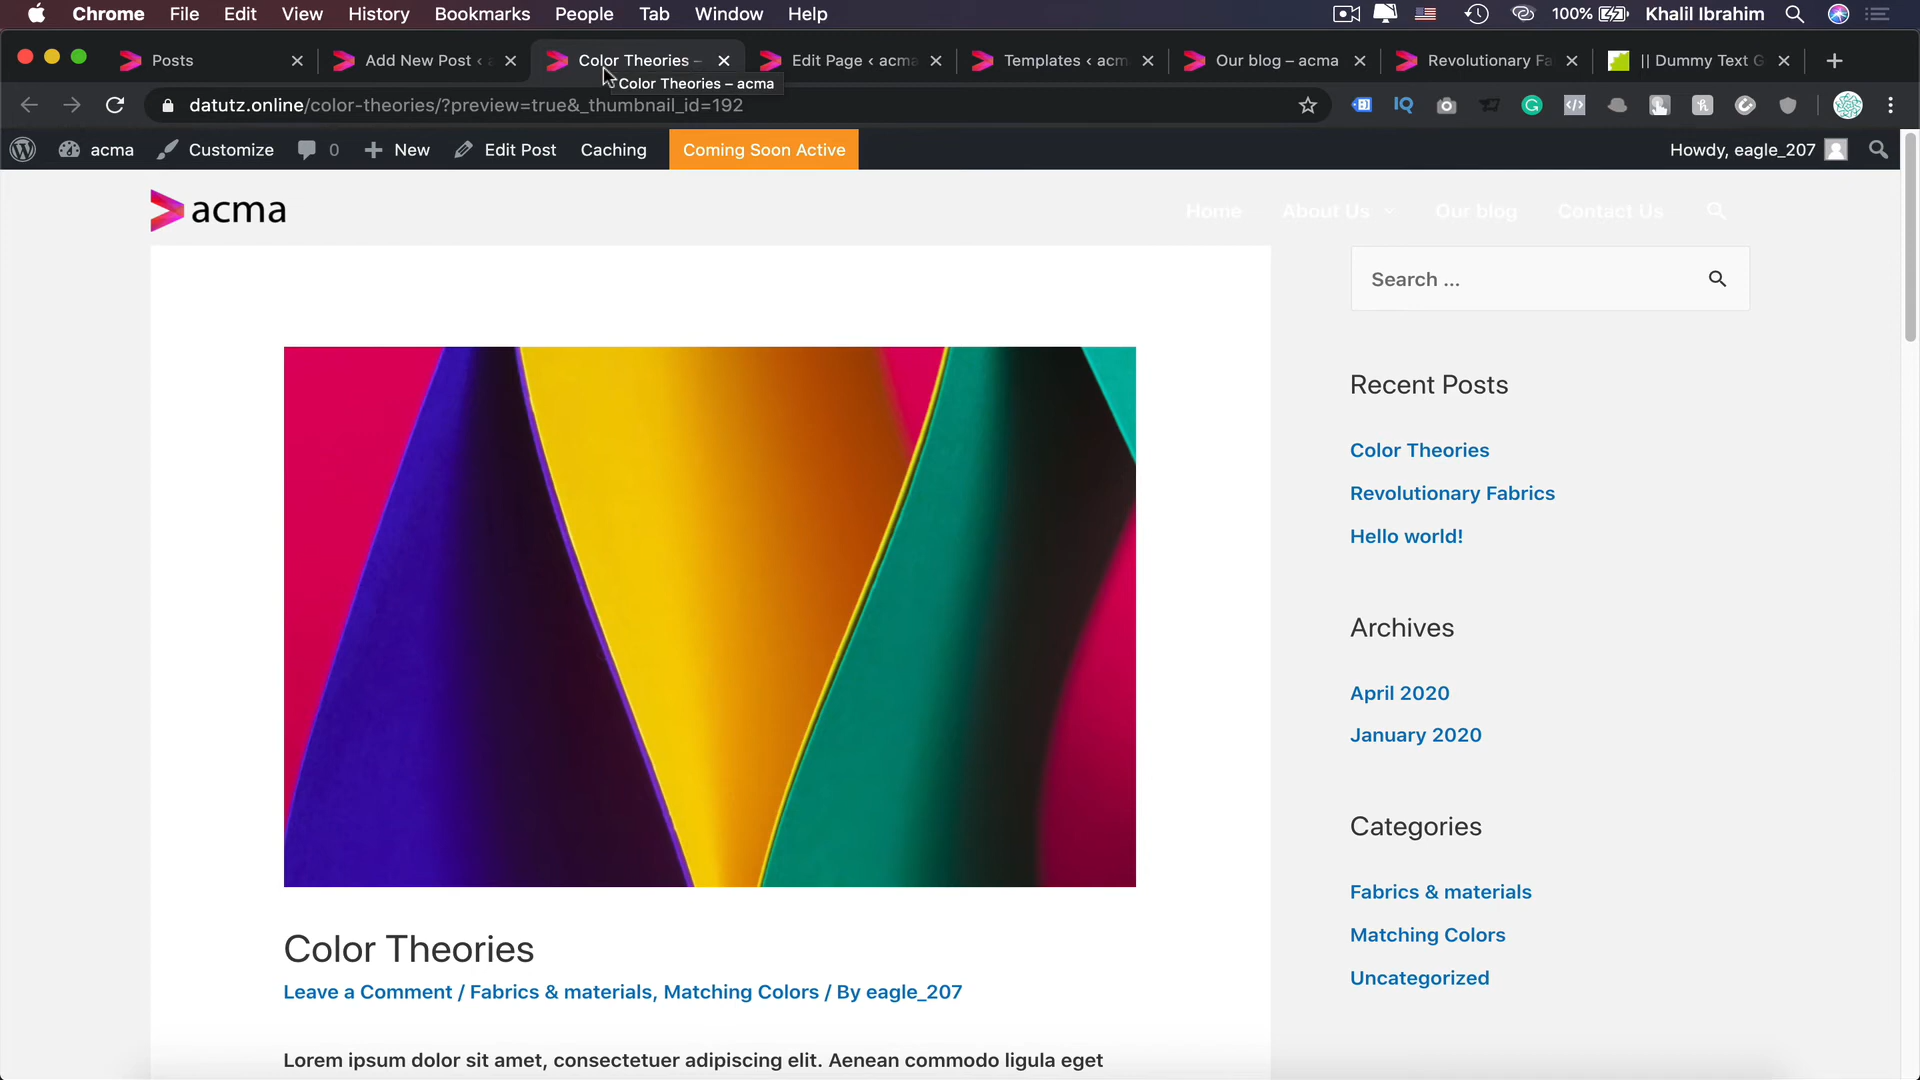 Chrome File Edit View History Bookmarks People Tab Window Help 100% Khalil Ibrahim
Posts Add New Post ‹ a Color Theories – Edit Page ‹ acma Templates ‹ acm Our blog – acma Revolutionary Fa || Dummy Text G
Color Theories – acma
datutz.online/color-theories/?preview=true&_thumbnail_id=192
acma Customize 0 New Edit Post Caching Coming Soon Active Howdy, eagle_207
acma Home About Us Our blog Contact Us
Search ...
Recent Posts
Color Theories
Revolutionary Fabrics
Hello world!
Archives
April 2020
January 2020
Categories
Fabrics & materials
Matching Colors
Uncategorized
Color Theories
Leave a Comment / Fabrics & materials, Matching Colors / By eagle_207
Lorem ipsum dolor sit amet, consectetuer adipiscing elit. Aenean commodo ligula eget